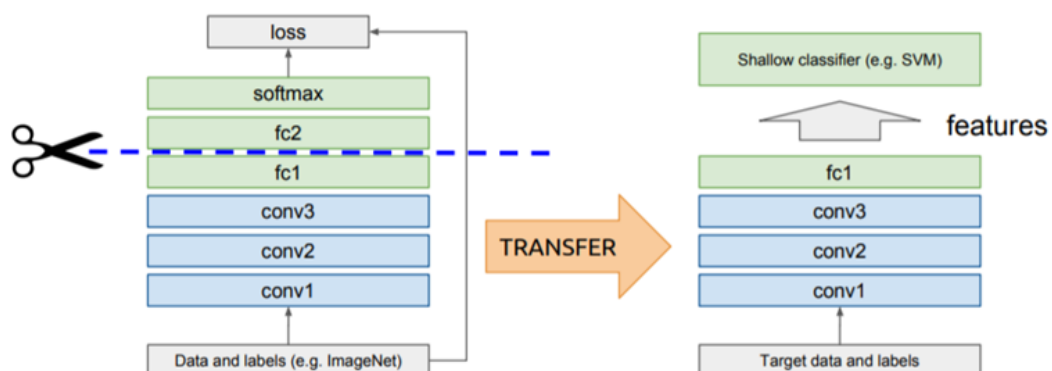 loss
softmax
fc2
fc1
conv3
conv2
conv1
Data and labels (e.g. ImageNet)
TRANSFER
Shallow classifier (e.g. SVM)
features
fc1
conv3
conv2
conv1
Target data and labels